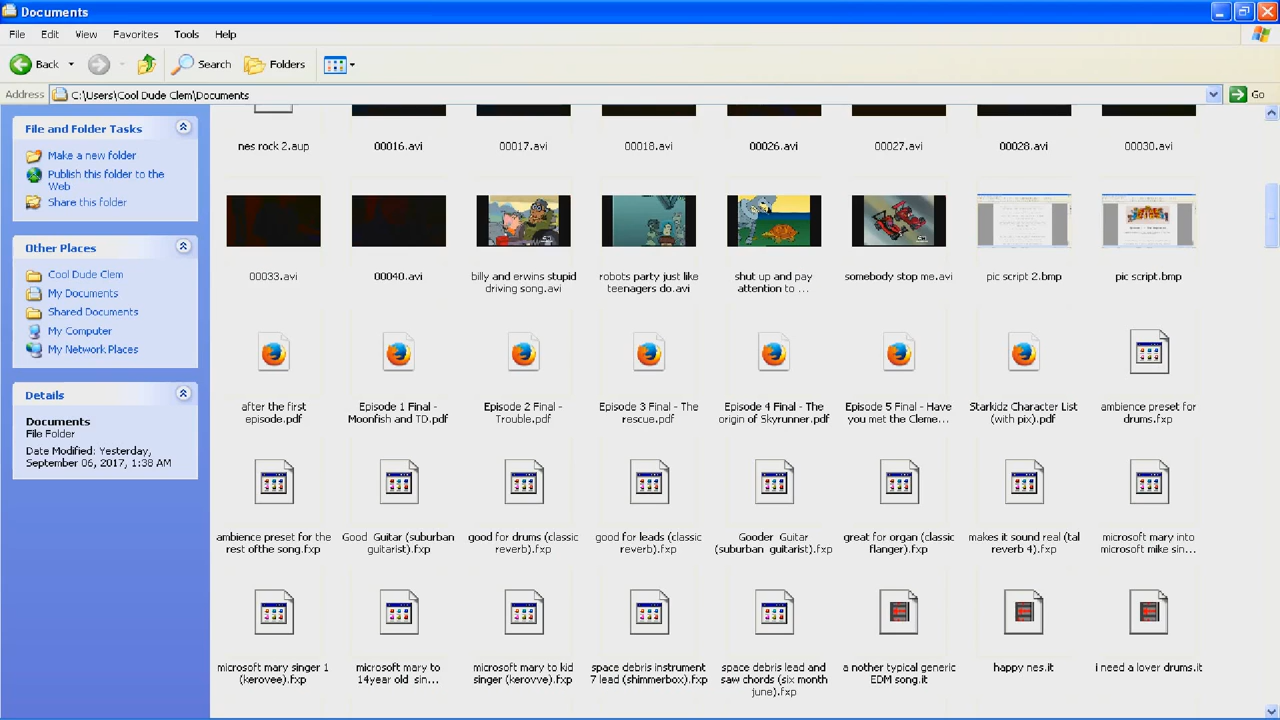 Documents
File Edit View Favorites Tools Help
Back Search Folders
Address C:\Users\Cool Dude Clem\Documents Go
File and Folder Tasks
Make a new folder
Publish this folder to the
Web
Share this folder
Other Places
Cool Dude Clem
My Documents
Shared Documents
My Computer
My Network Places
Details
Documents
File Folder
Date Modified: Yesterday,
September 06, 2017, 1:38 AM
nes rock 2.aup
00016.avi
00017.avi
00018.avi
00026.avi
00027.avi
00028.avi
00030.avi
00033.avi
00040.avi
billy and erwins stupid
driving song.avi
robots party just like
teenagers do.avi
shut up and pay
attention to ...
somebody stop me.avi
pic script 2.bmp
pic script.bmp
after the first
episode.pdf
Episode 1 Final -
Moonfish and TD.pdf
Episode 2 Final -
Trouble.pdf
Episode 3 Final - The
rescue.pdf
Episode 4 Final - The
origin of Skyrunner.pdf
Episode 5 Final - Have
you met the Cleme...
Starkidz Character List
(with pix).pdf
ambience preset for
drums.fxp
ambience preset for the
rest ofthe song.fxp
Good Guitar (suburban
guitarist).fxp
good for drums (classic
reverb).fxp
good for leads (classic
reverb).fxp
Gooder Guitar
(suburban guitarist).fxp
great for organ (classic
flanger).fxp
makes it sound real (tal
reverb 4).fxp
microsoft mary into
microsoft mike sin...
microsoft mary singer 1
(kerovee).fxp
microsoft mary to
14year old sin...
microsoft mary to kid
singer (kerovve).fxp
space debris instrument
7 lead (shimmerbox).fxp
space debris lead and
saw chords (six month
june).fxp
a nother typical generic
EDM song.it
happy nes.it
i need a lover drums.it